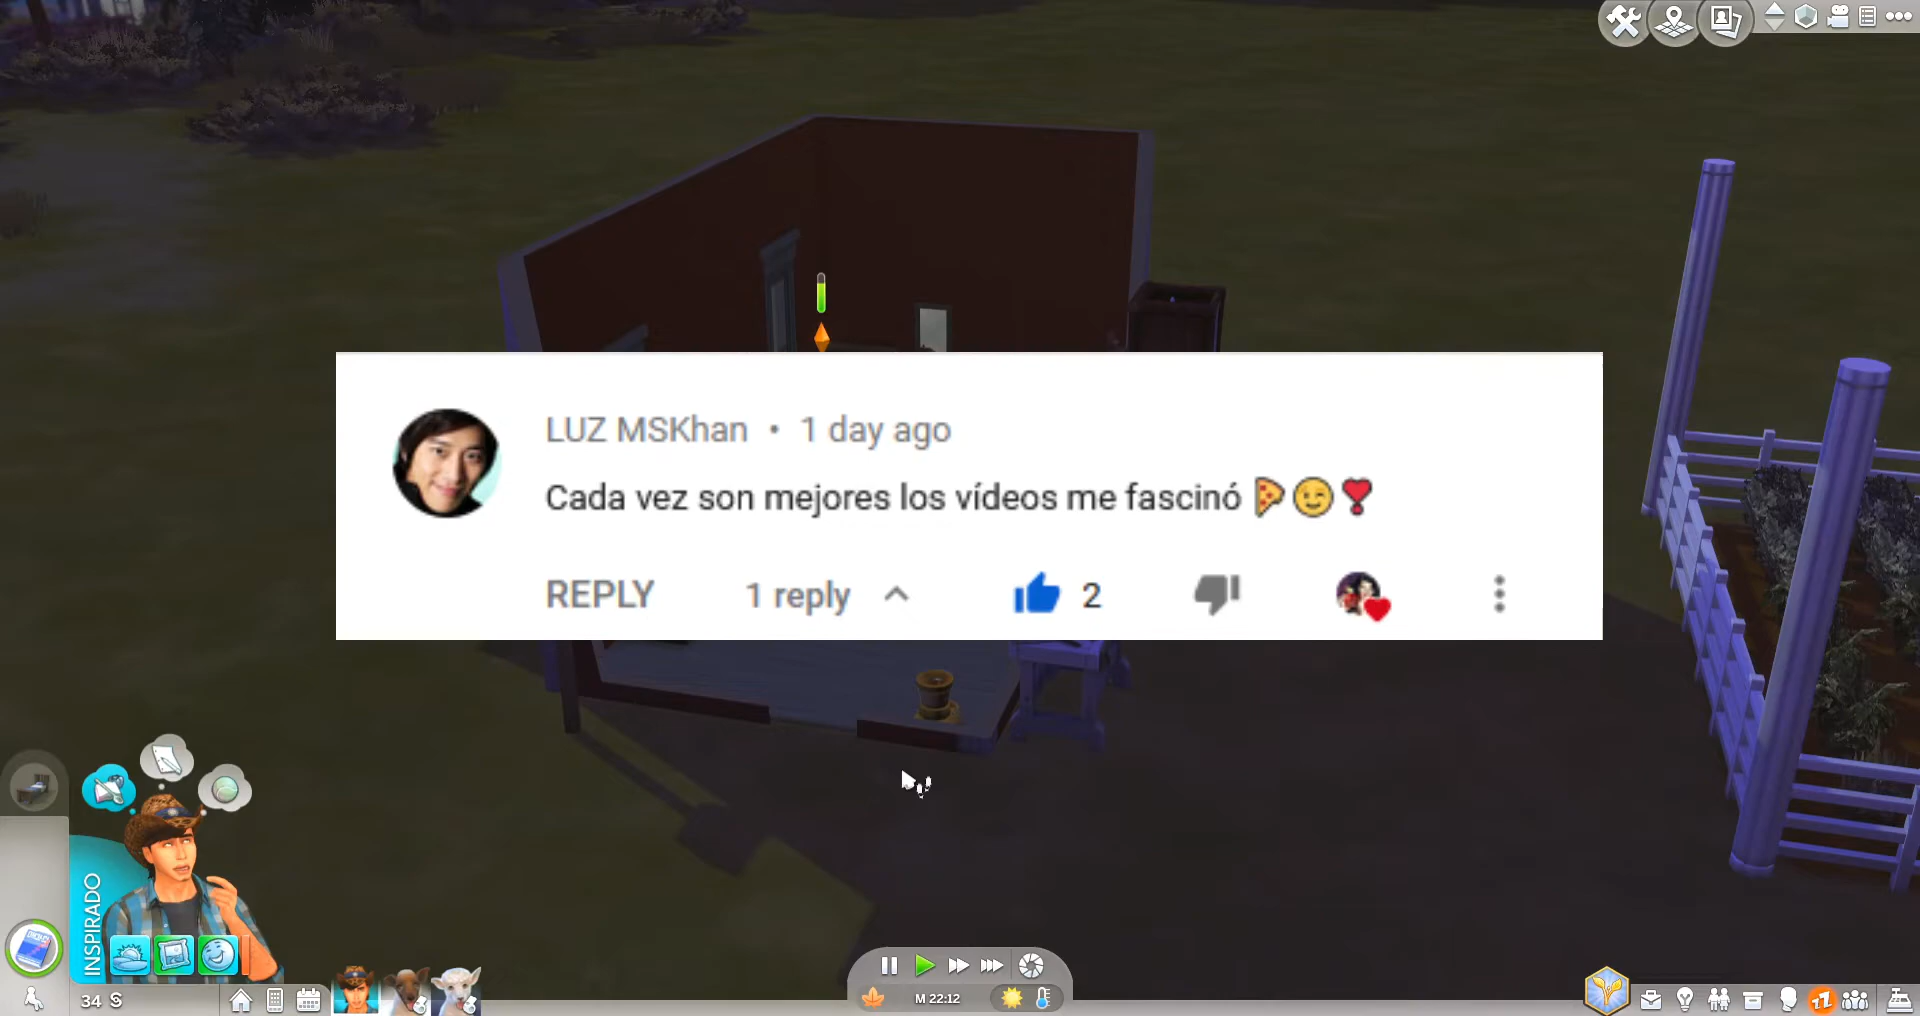 LUZ MSKhan • 1 day ago
Cada vez son mejores los vídeos me fascinó 🍕😉❣️
REPLY 1 reply 2
INSPIRADO
34 S
M 22:12